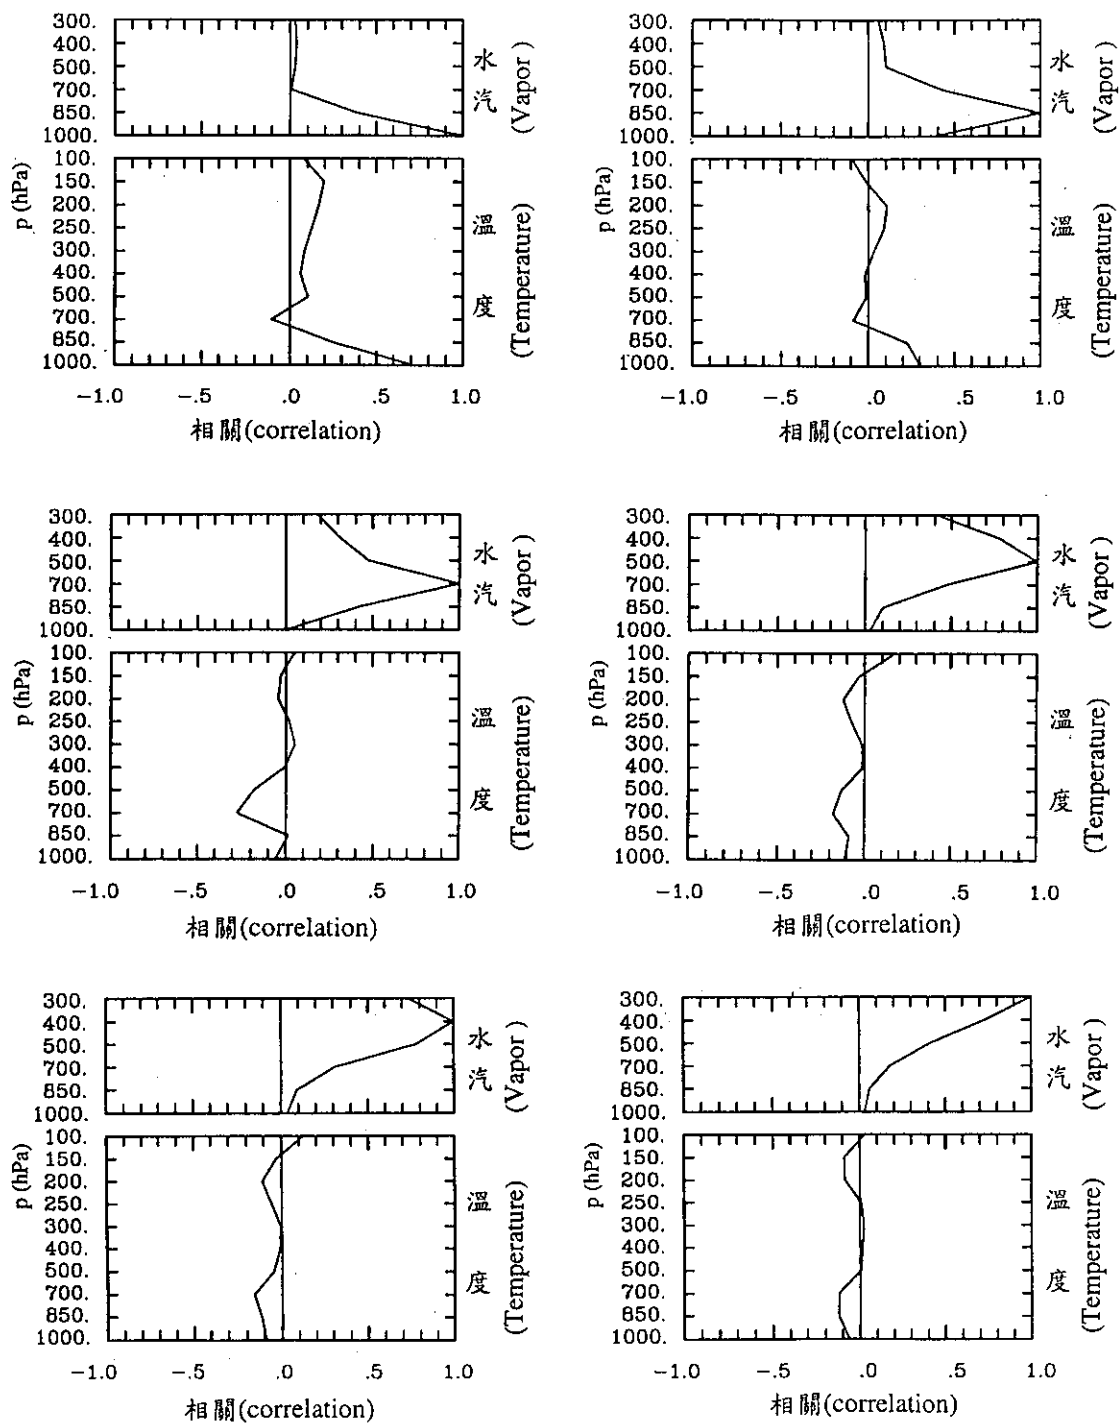 300.
400.
500.
700.
850.
1000.
水汽
(Vapor)
100.
150.
200.
250.
300.
400.
500.
700.
850.
1000.
p (hPa)
溫度
(Temperature)
−1.0 −.5 .0 .5 1.0
相關(correlation)
300.
400.
500.
700.
850.
1000.
水汽
(Vapor)
100.
150.
200.
250.
300.
400.
500.
700.
850.
1000.
p (hPa)
溫度
(Temperature)
−1.0 −.5 .0 .5 1.0
相關(correlation)
300.
400.
500.
700.
850.
1000.
水汽
(Vapor)
100.
150.
200.
250.
300.
400.
500.
700.
850.
1000.
p (hPa)
溫度
(Temperature)
−1.0 −.5 .0 .5 1.0
相關(correlation)
300.
400.
500.
700.
850.
1000.
水汽
(Vapor)
100.
150.
200.
250.
300.
400.
500.
700.
850.
1000.
p (hPa)
溫度
(Temperature)
−1.0 −.5 .0 .5 1.0
相關(correlation)
300.
400.
500.
700.
850.
1000.
水汽
(Vapor)
100.
150.
200.
250.
300.
400.
500.
700.
850.
1000.
p (hPa)
溫度
(Temperature)
−1.0 −.5 .0 .5 1.0
相關(correlation)
300.
400.
500.
700.
850.
1000.
水汽
(Vapor)
100.
150.
200.
250.
300.
400.
500.
700.
850.
1000.
p (hPa)
溫度
(Temperature)
−1.0 −.5 .0 .5 1.0
相關(correlation)